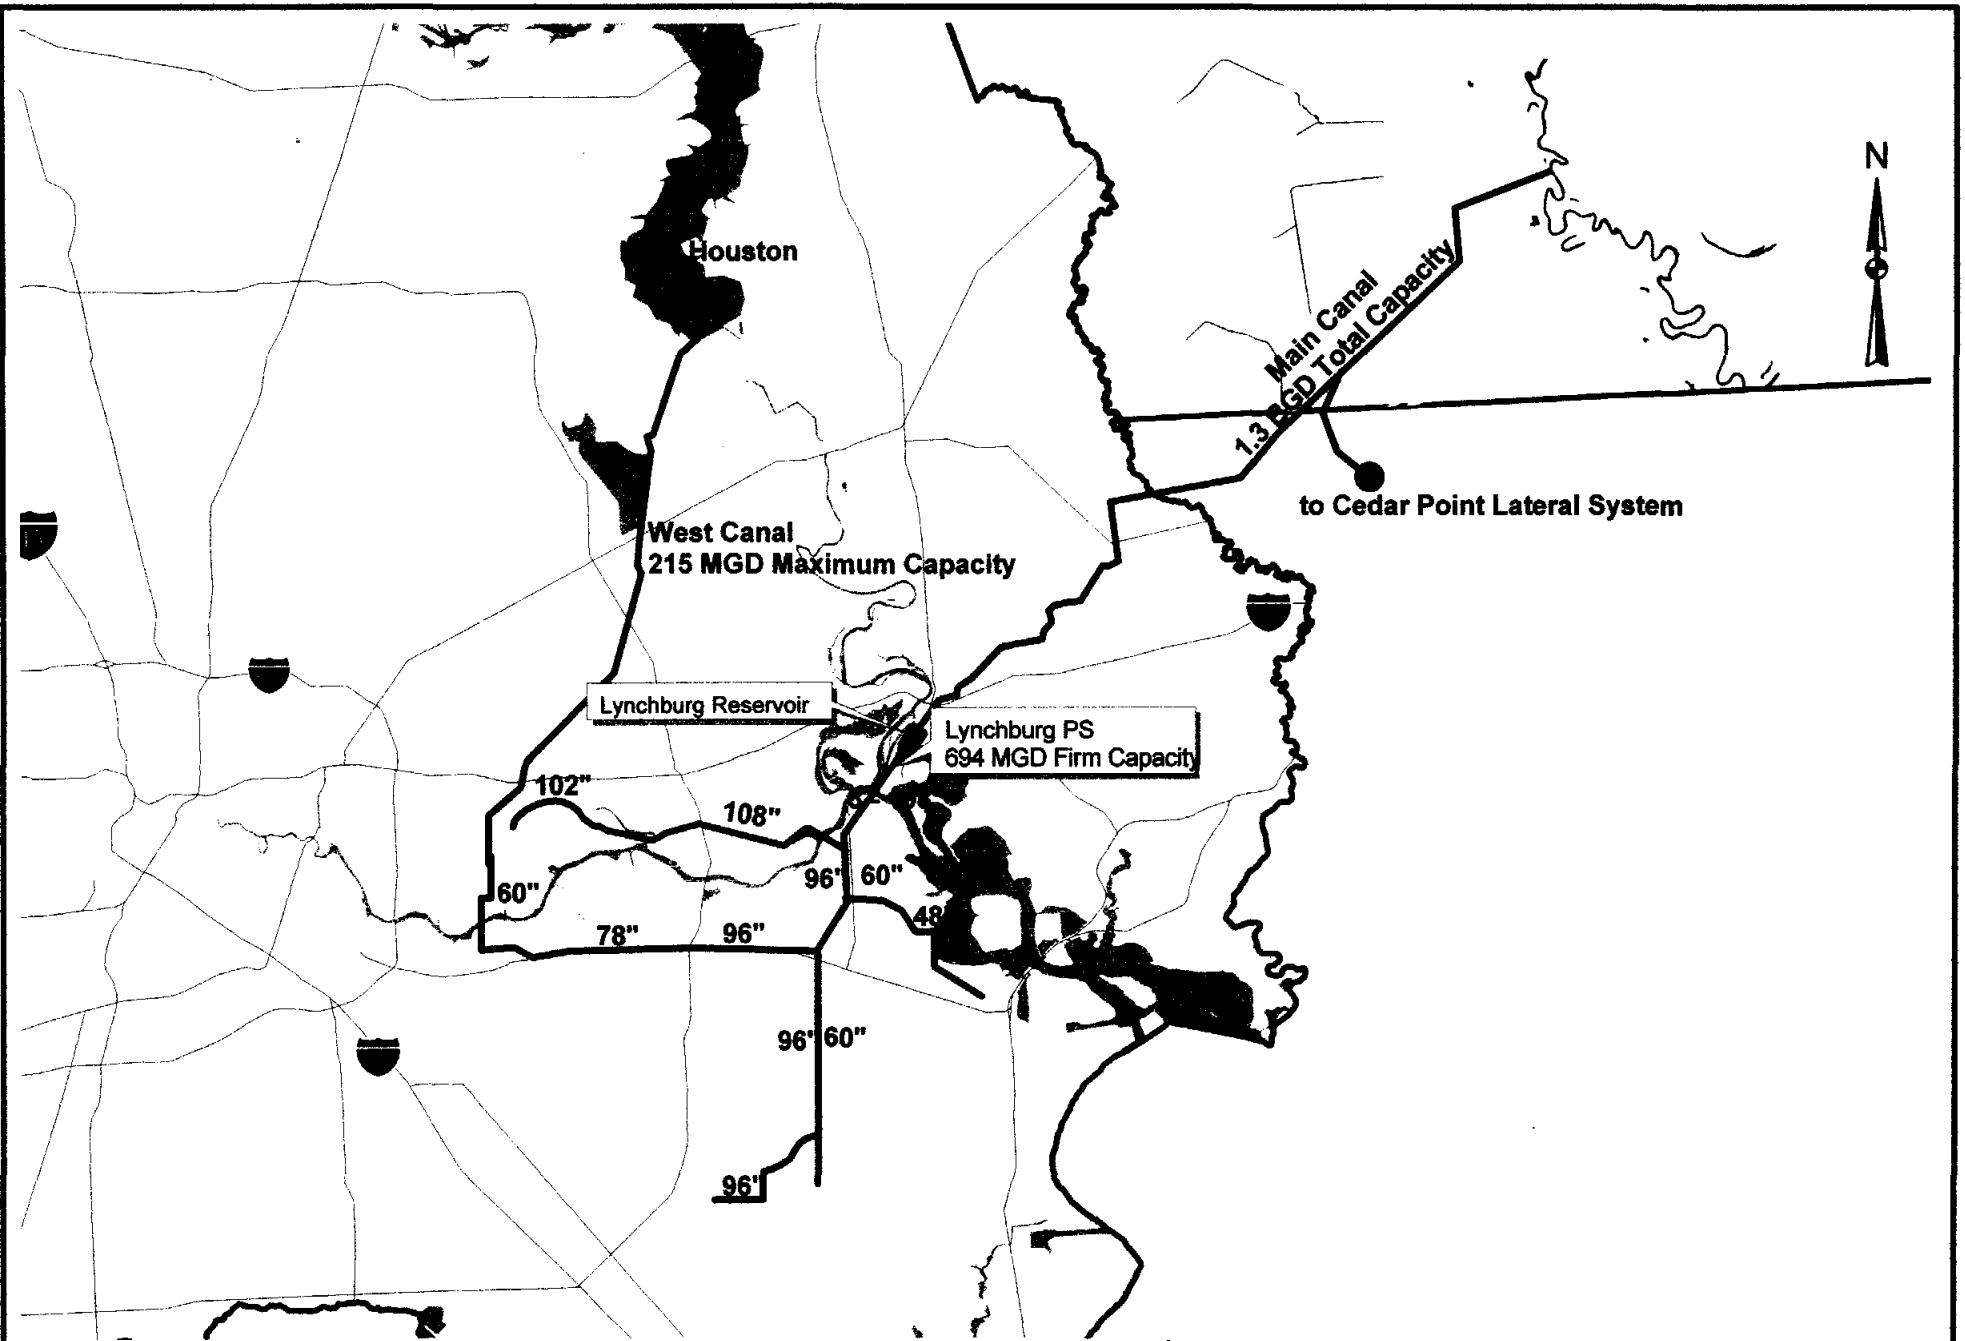 N
Houston
Main Canal
1.3 BGD Total Capacity
to Cedar Point Lateral System
West Canal
215 MGD Maximum Capacity
Lynchburg Reservoir
Lynchburg PS
694 MGD Firm Capacity
102"
108"
96"
60"
60"
48
78"
96"
96"
60"
96"